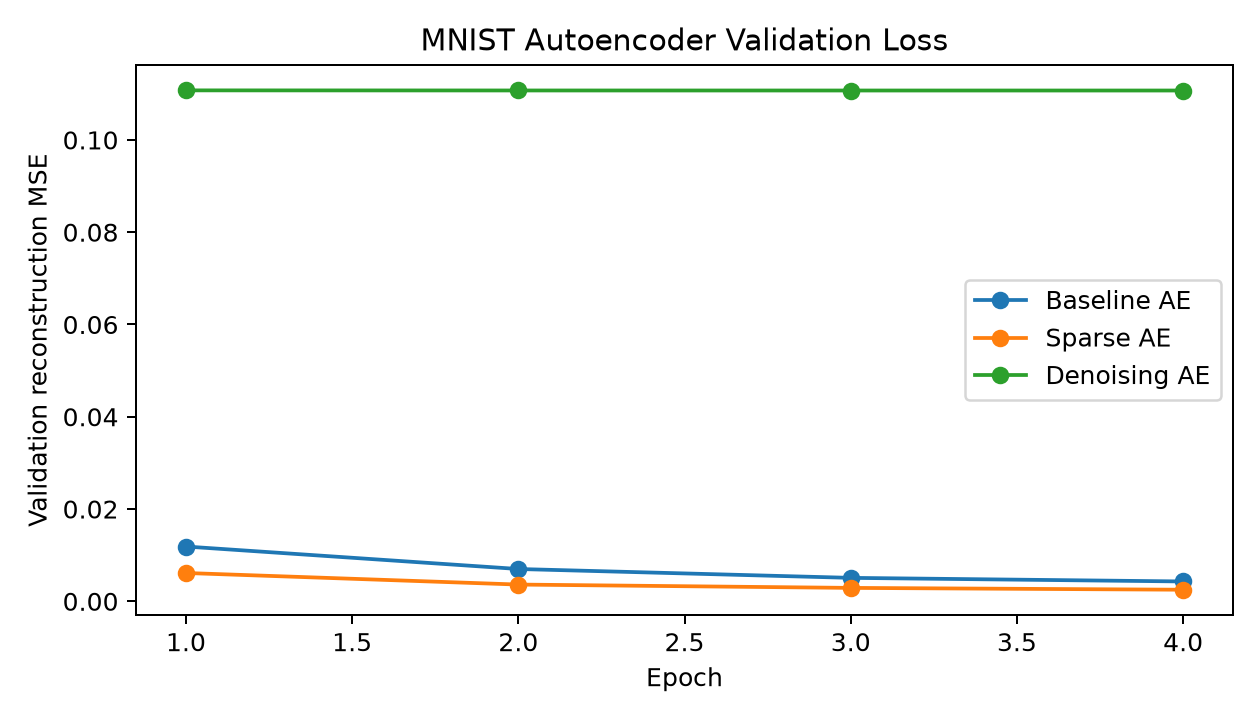 MNIST Autoencoder Validation Loss
Validation reconstruction MSE
0.10
0.08
0.06
0.04
0.02
0.00
Baseline AE
Sparse AE
Denoising AE
1.0 1.5 2.0 2.5 3.0 3.5 4.0
Epoch